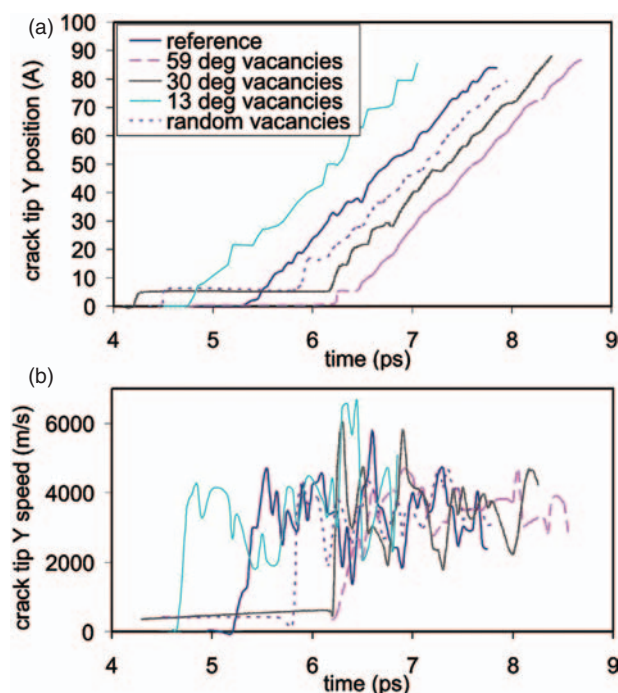 (a)
crack tip Y position (A)
100
90
80
70
60
50
40
30
20
10
0
reference
59 deg vacancies
30 deg vacancies
13 deg vacancies
random vacancies
4 5 6 7 8 9
time (ps)
(b)
crack tip Y speed (m/s)
6000
4000
2000
0
4 5 6 7 8 9
time (ps)